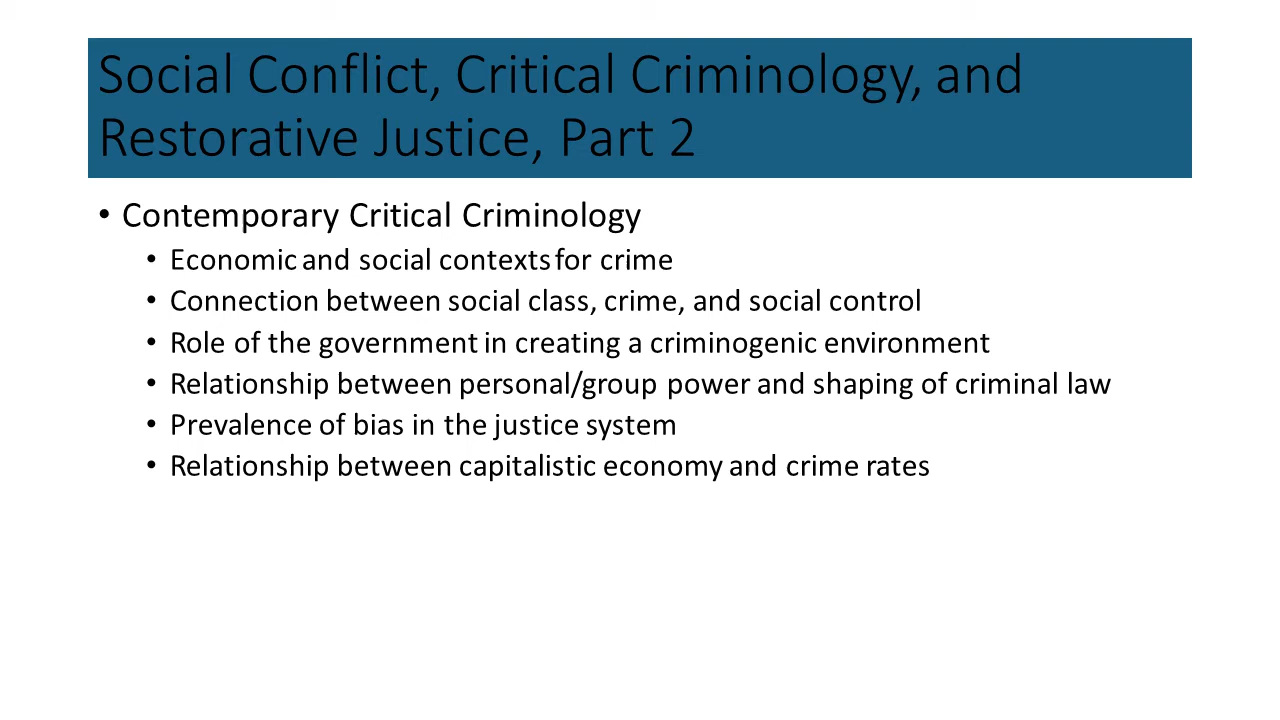 Social Conflict, Critical Criminology, and
Restorative Justice, Part 2
• Contemporary Critical Criminology
• Economic and social contexts for crime
• Connection between social class, crime, and social control
• Role of the government in creating a criminogenic environment
• Relationship between personal/group power and shaping of criminal law
• Prevalence of bias in the justice system
• Relationship between capitalistic economy and crime rates